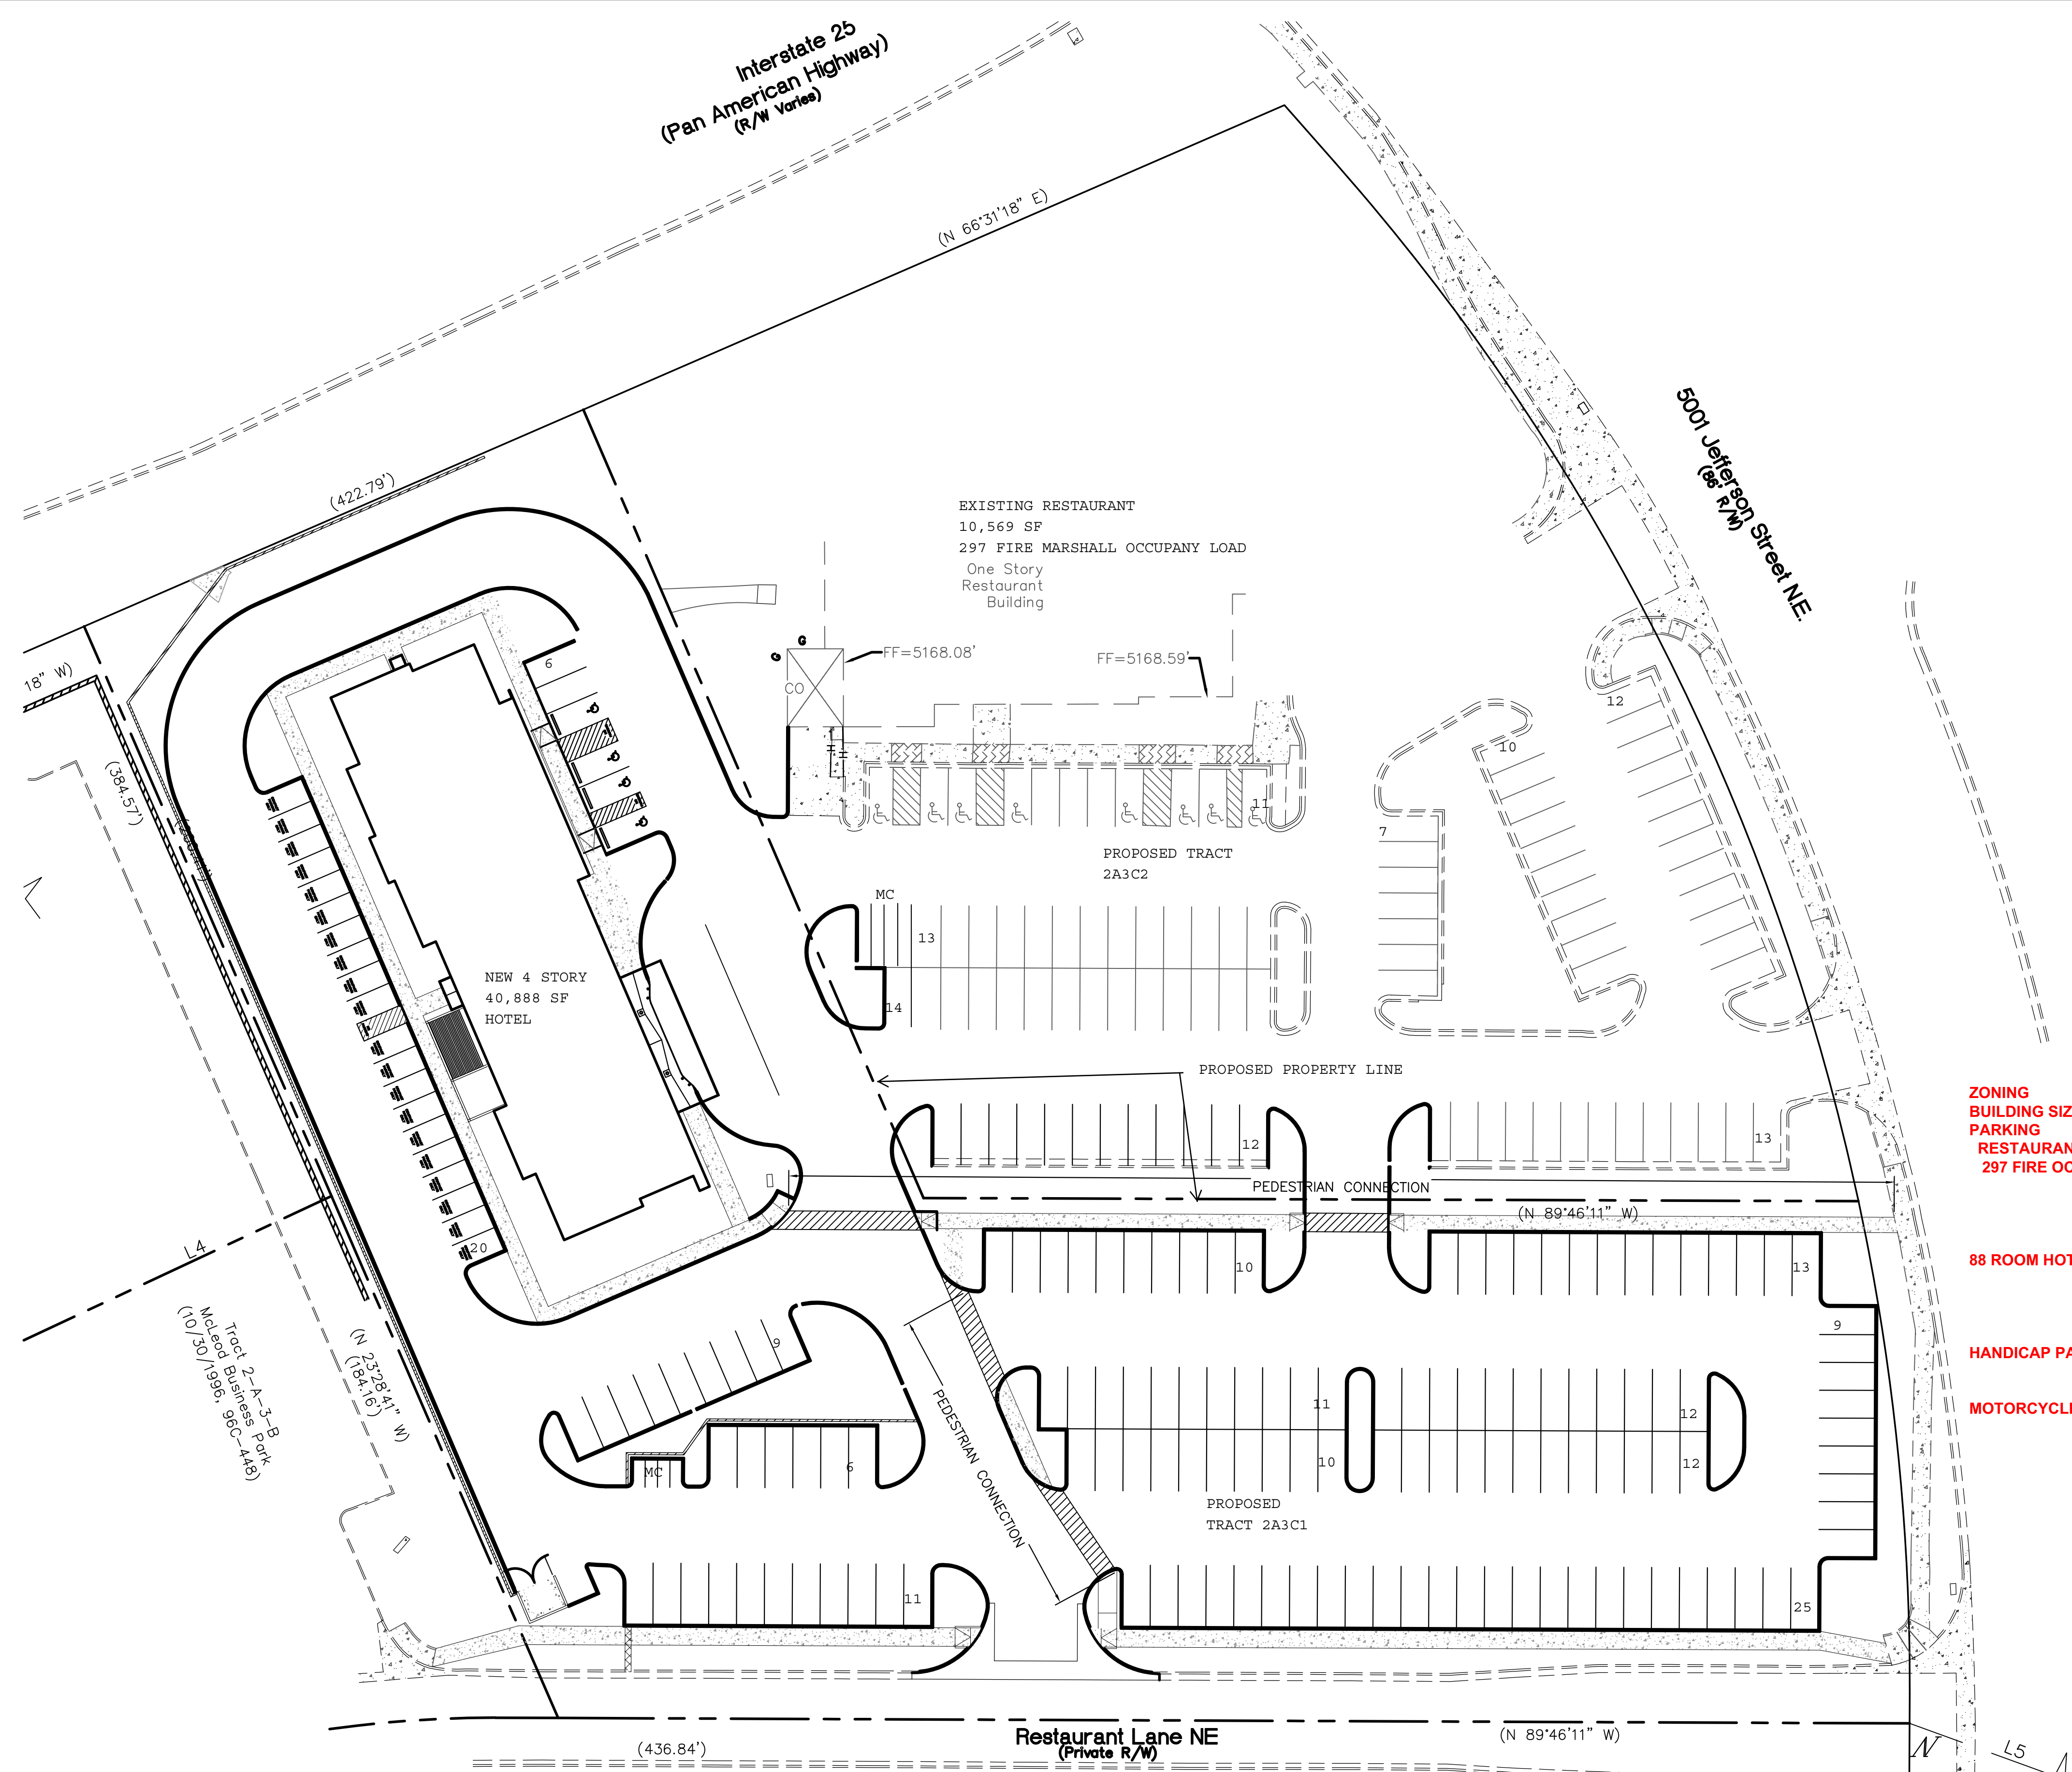 Interstate 25
(Pan American Highway)
(R/W Varies)
(N 66°31'18" E)
(422.79')
5001 Jefferson Street N.E.
(86' R/W)
EXISTING RESTAURANT
10,569 SF
297 FIRE MARSHALL OCCUPANY LOAD
One Story
Restaurant
Building
G
G
CO
FF=5168.08'
FF=5168.59'
18" W)
(384.57')
6
12
10
11
7
PROPOSED TRACT
2A3C2
MC
13
14
NEW 4 STORY
40,888 SF
HOTEL
PROPOSED PROPERTY LINE
12
13
PEDESTRIAN CONNECTION
(N 89°46'11" W)
ZONING
BUILDING SIZ
PARKING
RESTAURAN
297 FIRE OC
88 ROOM HOT
HANDICAP PA
MOTORCYCL
L4
20
10
13
9
Tract 2-A-3-B
McLeod Business Park
(10/30/1996, 96C-448)
(N 23°28'41" W)
(184.16')
9
PEDESTRIAN CONNECTION
11
12
10
12
MC
6
PROPOSED
TRACT 2A3C1
11
25
Restaurant Lane NE
(Private R/W)
(436.84')
(N 89°46'11" W)
N
L5